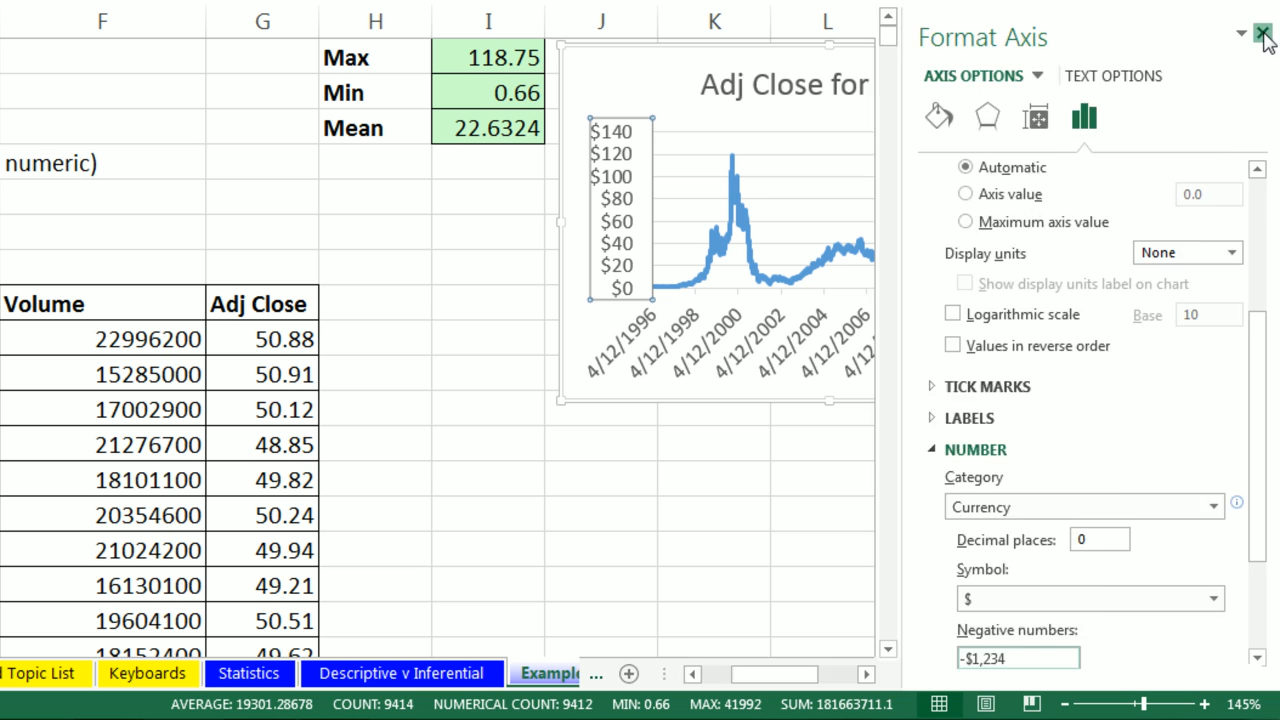 F G H I J K L
Max 118.75
Min 0.66
Mean 22.6324
numeric)
Volume Adj Close
22996200 50.88
15285000 50.91
17002900 50.12
21276700 48.85
18101100 49.82
20354600 50.24
21024200 49.94
16130100 49.21
19604100 50.51
18152400 49.62
Adj Close for
$140
$120
$100
$80
$60
$40
$20
$0
4/12/1996
4/12/1998
4/12/2000
4/12/2002
4/12/2004
4/12/2006
Format Axis
AXIS OPTIONS TEXT OPTIONS
Automatic
Axis value 0.0
Maximum axis value
Display units None
Show display units label on chart
Logarithmic scale Base 10
Values in reverse order
TICK MARKS
LABELS
NUMBER
Category
Currency
Decimal places: 0
Symbol:
$
Negative numbers:
-$1,234
d Topic List Keyboards Statistics Descriptive v Inferential Example ...
AVERAGE: 19301.28678 COUNT: 9414 NUMERICAL COUNT: 9412 MIN: 0.66 MAX: 41992 SUM: 181663711.1 145%